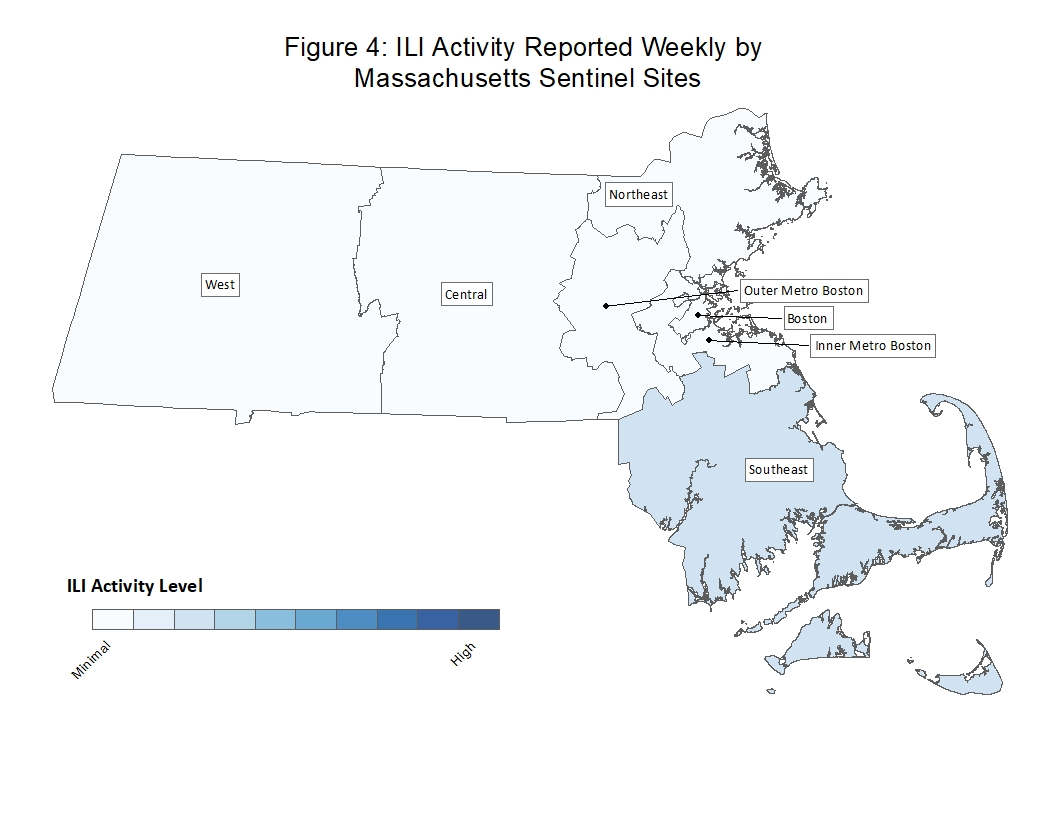 Figure 4: ILI Activity Reported Weekly by
Massachusetts Sentinel Sites
Northeast
West
Central
Outer Metro Boston
Boston
Inner Metro Boston
Southeast
ILI Activity Level
Minimal
High